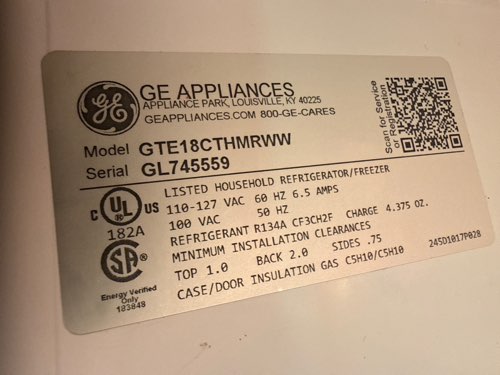 GE APPLIANCES
APPLIANCE PARK, LOUISVILLE, KY 40225
GEAPPLIANCES.COM 800-GE-CARES
Scan for Service
or Registration
GE
Model GTE18CTHMRWW
Serial GL745559
C UL US
182A
LISTED HOUSEHOLD REFRIGERATOR/FREEZER
110-127 VAC 60 HZ 6.5 AMPS
100 VAC 50 HZ
REFRIGERANT R134A CF3CH2F CHARGE 4.375 OZ.
MINIMUM INSTALLATION CLEARANCES
TOP 1.0 BACK 2.0 SIDES .75
CASE/DOOR INSULATION GAS C5H10/C5H10
245D1017P028
SA
Energy Verified
Only
183848